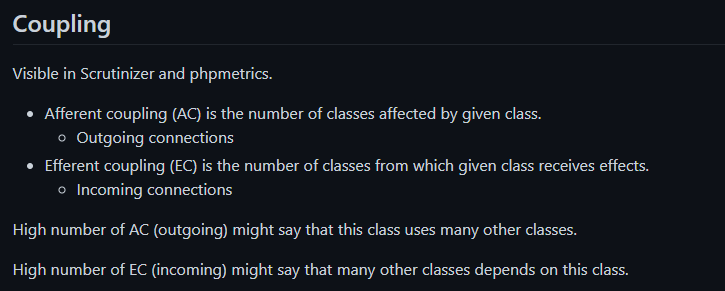 Coupling
Visible in Scrutinizer and phpmetrics.
Afferent coupling (AC) is the number of classes affected by given class.
Outgoing connections
Efferent coupling (EC) is the number of classes from which given class receives effects.
Incoming connections
High number of AC (outgoing) might say that this class uses many other classes.
High number of EC (incoming) might say that many other classes depends on this class.